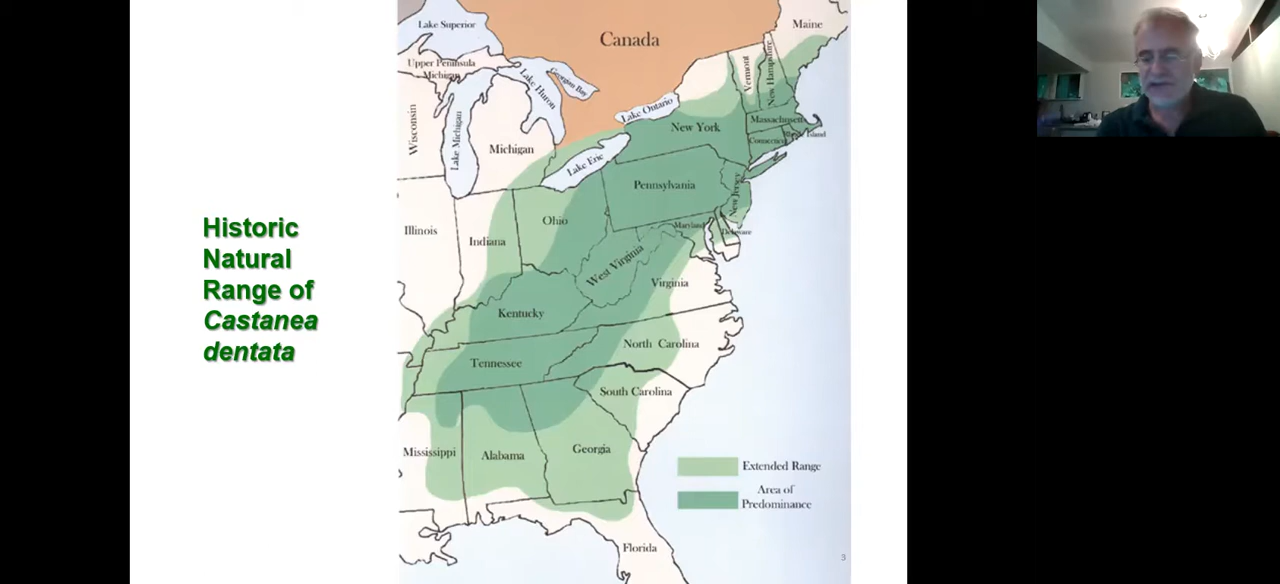 Historic
Natural
Range of
Castanea
dentata
Lake Superior
Canada
Maine
Upper Peninsula
Michigan
Lake Huron
Georgian Bay
Vermont
New Hampshire
Wisconsin
Lake Michigan
Michigan
Lake Ontario
New York
Massachusetts
Connecticut
Rhode Island
Lake Erie
Pennsylvania
New Jersey
Illinois
Indiana
Ohio
Maryland
Delaware
West Virginia
Virginia
Kentucky
Tennessee
North Carolina
South Carolina
Mississippi
Alabama
Georgia
Florida
Extended Range
Area of
Predominance
3